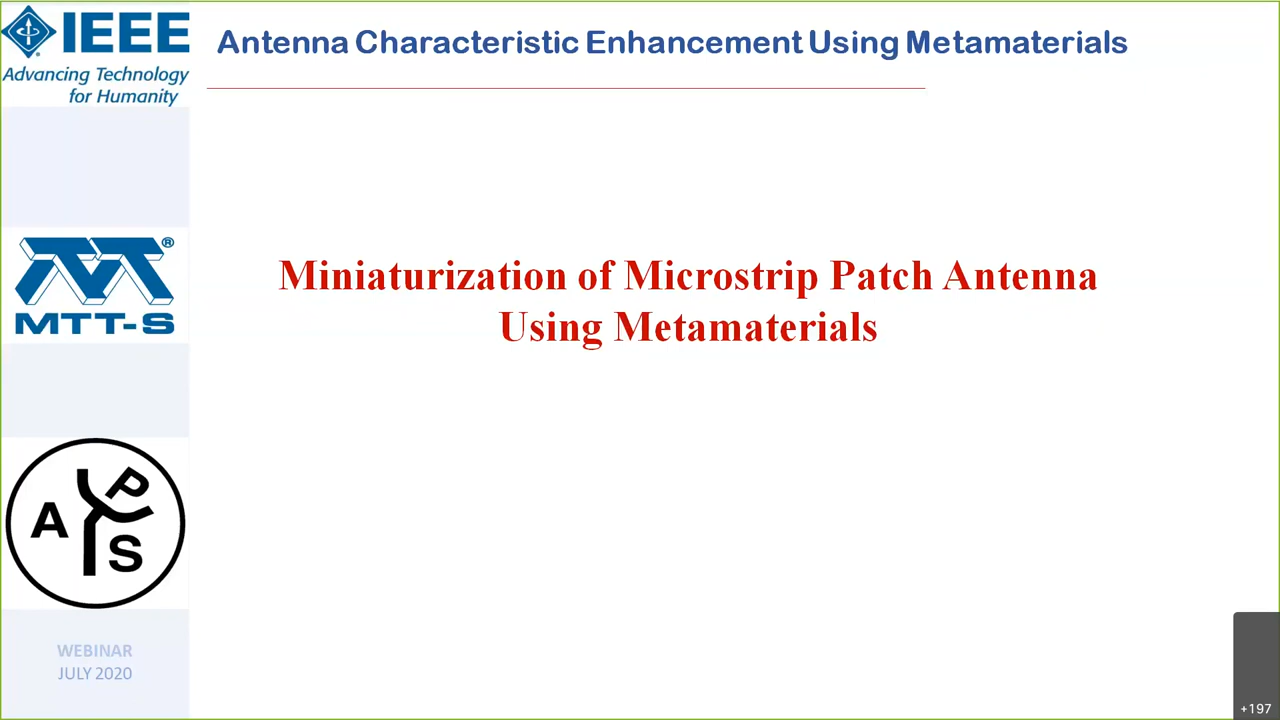 IEEE
Advancing Technology
for Humanity
Antenna Characteristic Enhancement Using Metamaterials
MTT-S
®
Miniaturization of Microstrip Patch Antenna
Using Metamaterials
A P S
WEBINAR
JULY 2020
+197